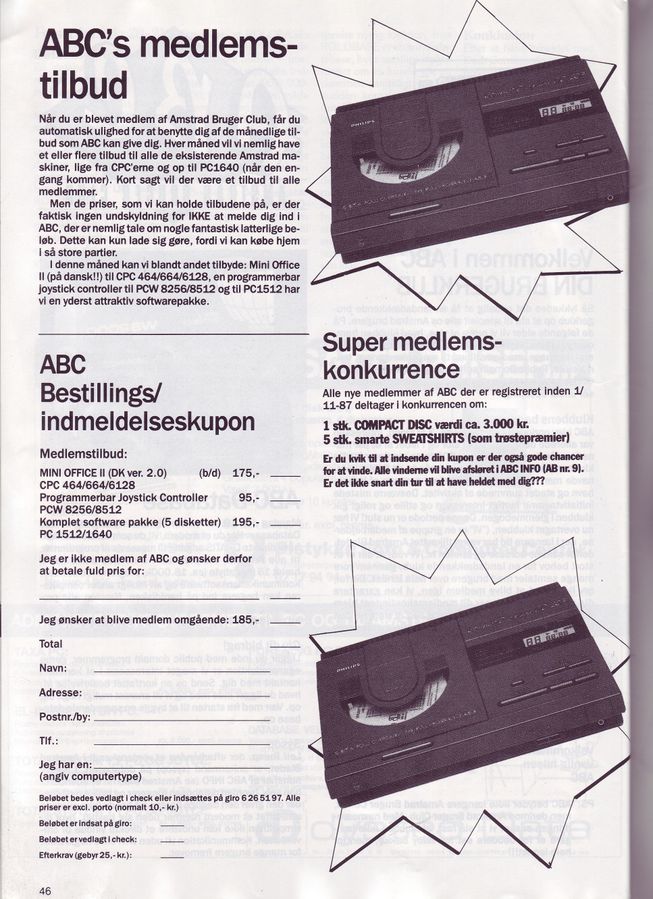 ABC's medlems-
tilbud
Når du er blevet medlem af Amstrad Bruger Club, får du
automatisk ulighed for at benytte dig af de månedlige til-
bud som ABC kan give dig. Hver måned vil vi nemlig have
et eller flere tilbud til alle de eksisterende Amstrad ma-
skiner, lige fra CPC'erne og op til PC1640 (når den en-
gang kommer). Kort sagt vil der være et tilbud til alle
medlemmer.
Men de priser, som vi kan holde tilbudene på, er der
faktisk ingen undskyldning for IKKE at melde dig ind i
ABC, der er nemlig tale om nogle fantastisk latterlige be-
løb. Dette kan kun lade sig gøre, fordi vi kan købe hjem
i så store partier.
I denne måned kan vi blandt andet tilbyde: Mini Office
II (på dansk!!) til CPC 464/664/6128, en programmerbar
joystick controller til PCW 8256/8512 og til PC1512 har
vi en yderst attraktiv softwarepakke.
ABC
Bestillings/
indmeldelseskupon
Medlemstilbud:
MINI OFFICE II (DK ver. 2.0) (b/d) 175,-
CPC 464/664/6128
Programmerbar Joystick Controller 95,-
PCW 8256/8512
Komplet software pakke (5 disketter) 195,-
PC 1512/1640
Jeg er ikke medlem af ABC og ønsker derfor
at betale fuld pris for:
Jeg ønsker at blive medlem omgående: 185,-
Total
Navn:
Adresse:
Postnr./by:
Tlf.:
Jeg har en:
(angiv computertype)
Beløbet bedes vedlagt i check eller indsættes på giro 6 26 51 97. Alle
priser er excl. porto (normalt 10,- kr.)
Beløbet er indsat på giro:
Beløbet er vedlagt i check:
Efterkrav (gebyr 25,- kr.):
46
PHILIPS
Super medlems-
konkurrence
Alle nye medlemmer af ABC der er registreret inden 1/
11-87 deltager i konkurrencen om:
1 stk. COMPACT DISC værdi ca. 3.000 kr.
5 stk. smarte SWEATSHIRTS (som trøstepræmier)
Er du kvik til at indsende din kupon er der også gode chancer
for at vinde. Alle vinderne vil blive afsløret i ABC INFO (AB nr. 9).
Er det ikke snart din tur til at have heldet med dig???
PHILIPS